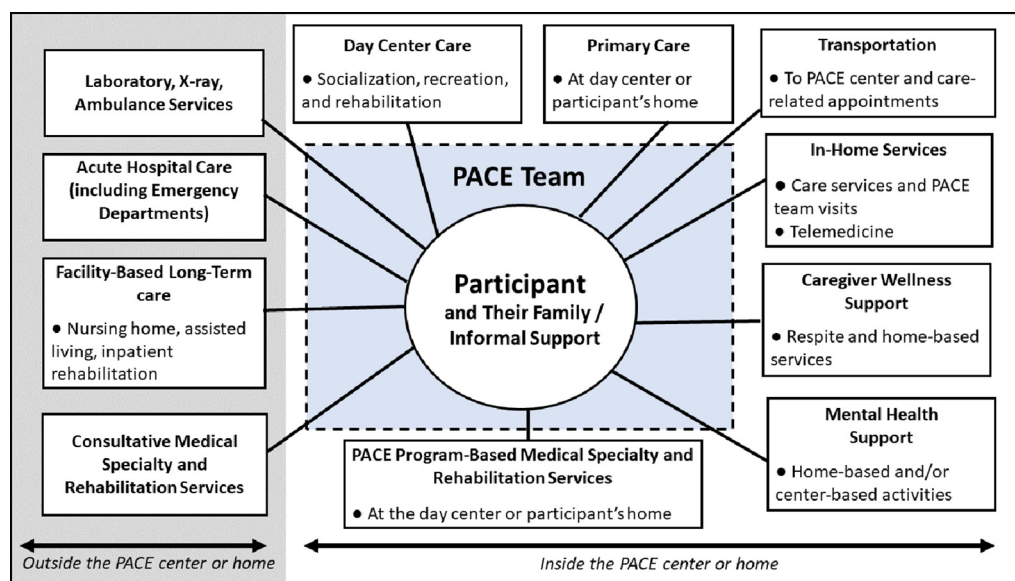 Laboratory, X-ray,
Ambulance Services
Acute Hospital Care
(including Emergency
Departments)
Facility-Based Long-Term
care
● Nursing home, assisted
living, inpatient
rehabilitation
Consultative Medical
Specialty and
Rehabilitation Services
Outside the PACE center or home
Day Center Care
● Socialization, recreation,
and rehabilitation
Primary Care
● At day center or
participant's home
Transportation
● To PACE center and care-
related appointments
In-Home Services
● Care services and PACE
team visits
● Telemedicine
Caregiver Wellness
Support
● Respite and home-based
services
Mental Health
Support
● Home-based and/or
center-based activities
PACE Team
Participant
and Their Family /
Informal Support
PACE Program-Based Medical Specialty and
Rehabilitation Services
● At the day center or participant's home
Inside the PACE center or home